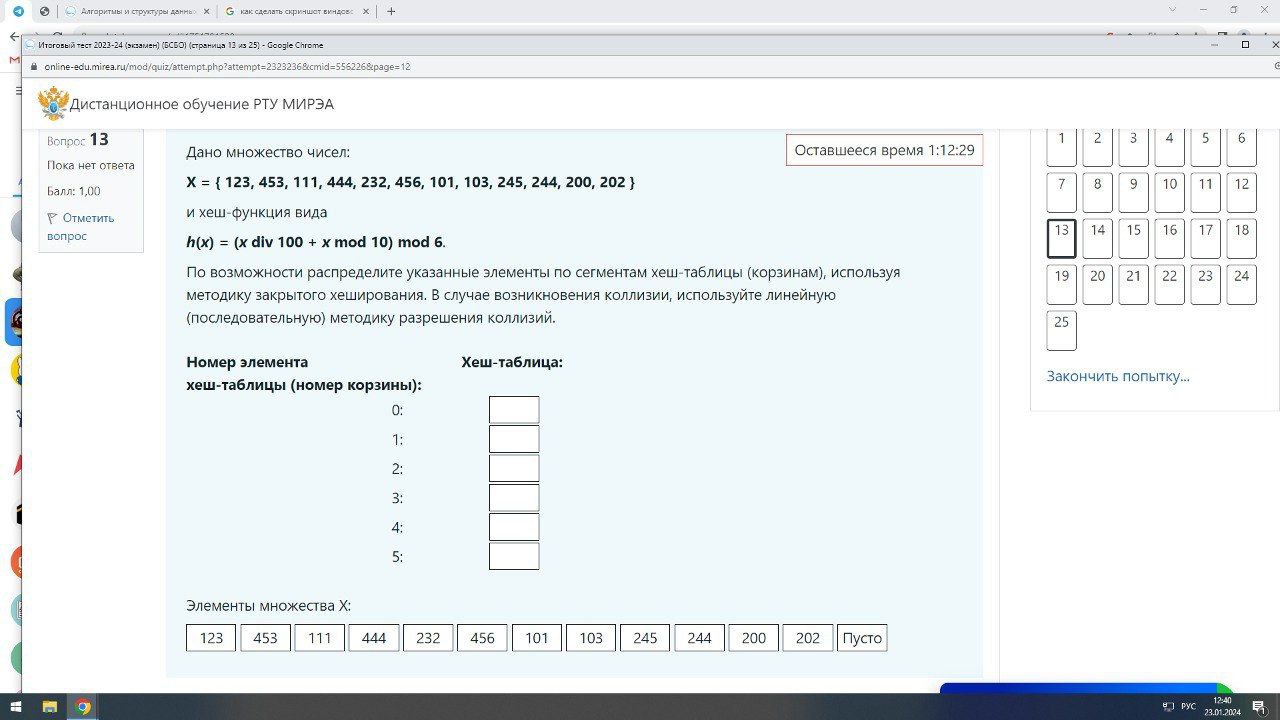 Алгоритмы и структуры данны
как сделать скриншот виндовс
Итоговый тест 2023-24 (экзамен) (БСБО) (страница 13 из 25) - Google Chrome
online-edu.mirea.ru/mod/quiz/attempt.php?attempt=2323236&cmid=556226&page=12
Дистанционное обучение РТУ МИРЭА
Вопрос 13
Пока нет ответа
Балл: 1,00
Отметить
вопрос
Оставшееся время 1:12:29
Дано множество чисел:
X = { 123, 453, 111, 444, 232, 456, 101, 103, 245, 244, 200, 202 }
и хеш-функция вида
h(x) = (x div 100 + x mod 10) mod 6.
По возможности распределите указанные элементы по сегментам хеш-таблицы (корзинам), используя
методику закрытого хеширования. В случае возникновения коллизии, используйте линейную
(последовательную) методику разрешения коллизий.
Номер элемента Хеш-таблица:
хеш-таблицы (номер корзины):
0:
1:
2:
3:
4:
5:
Элементы множества X:
123 453 111 444 232 456 101 103 245 244 200 202 Пусто
1 2 3 4 5 6
7 8 9 10 11 12
13 14 15 16 17 18
19 20 21 22 23 24
25
Закончить попытку...
РУС
12:40
23.01.2024